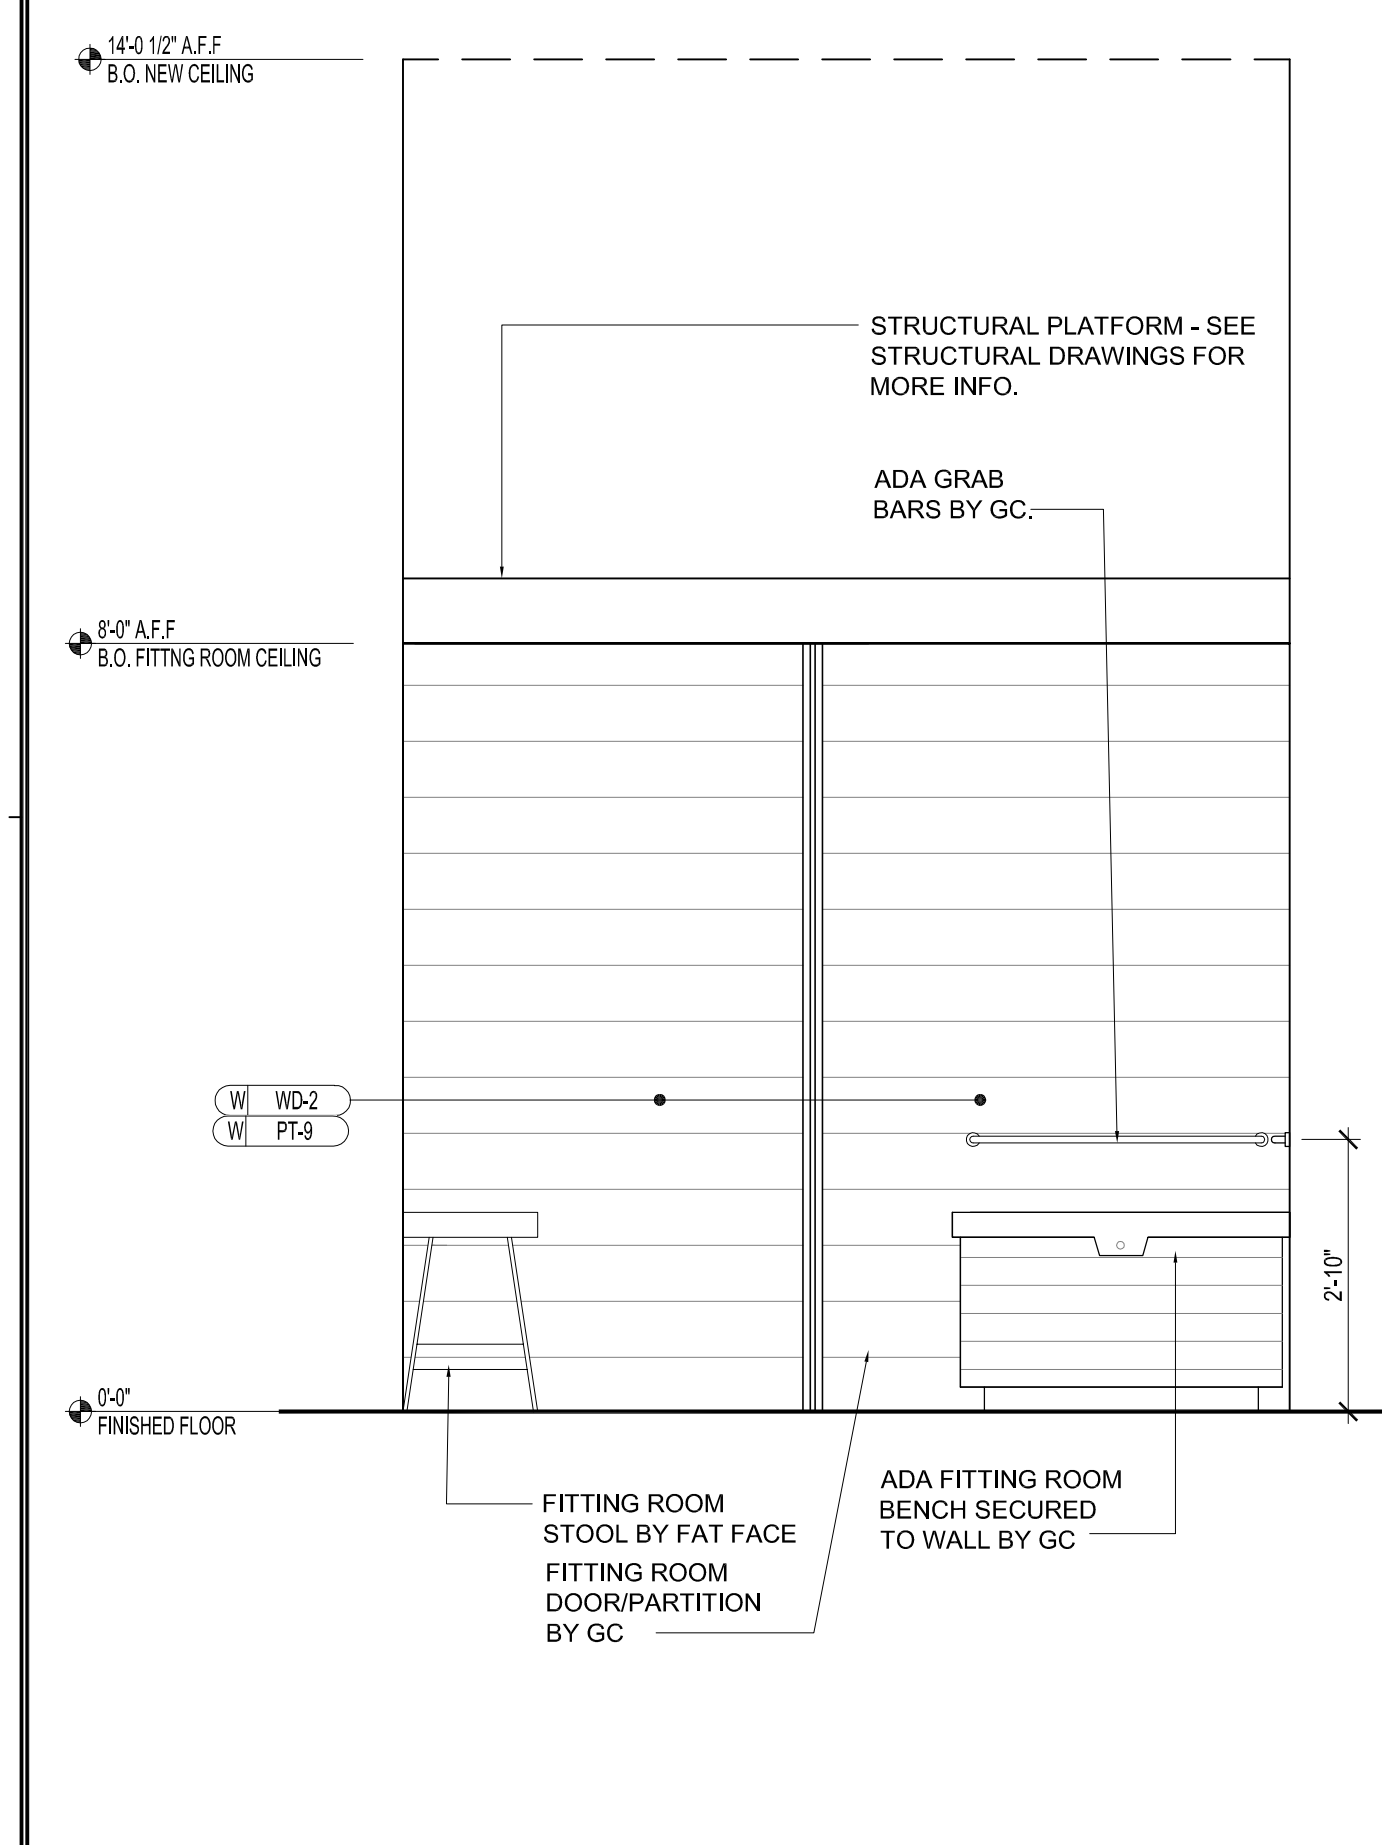 14'-0 1/2" A.F.F
B.O. NEW CEILING
STRUCTURAL PLATFORM - SEE
STRUCTURAL DRAWINGS FOR
MORE INFO.
ADA GRAB
BARS BY GC.
8'-0" A.F.F
B.O. FITTNG ROOM CEILING
W WD-2
W PT-9
2'-10"
0'-0"
FINISHED FLOOR
FITTING ROOM
STOOL BY FAT FACE
FITTING ROOM
DOOR/PARTITION
BY GC
ADA FITTING ROOM
BENCH SECURED
TO WALL BY GC